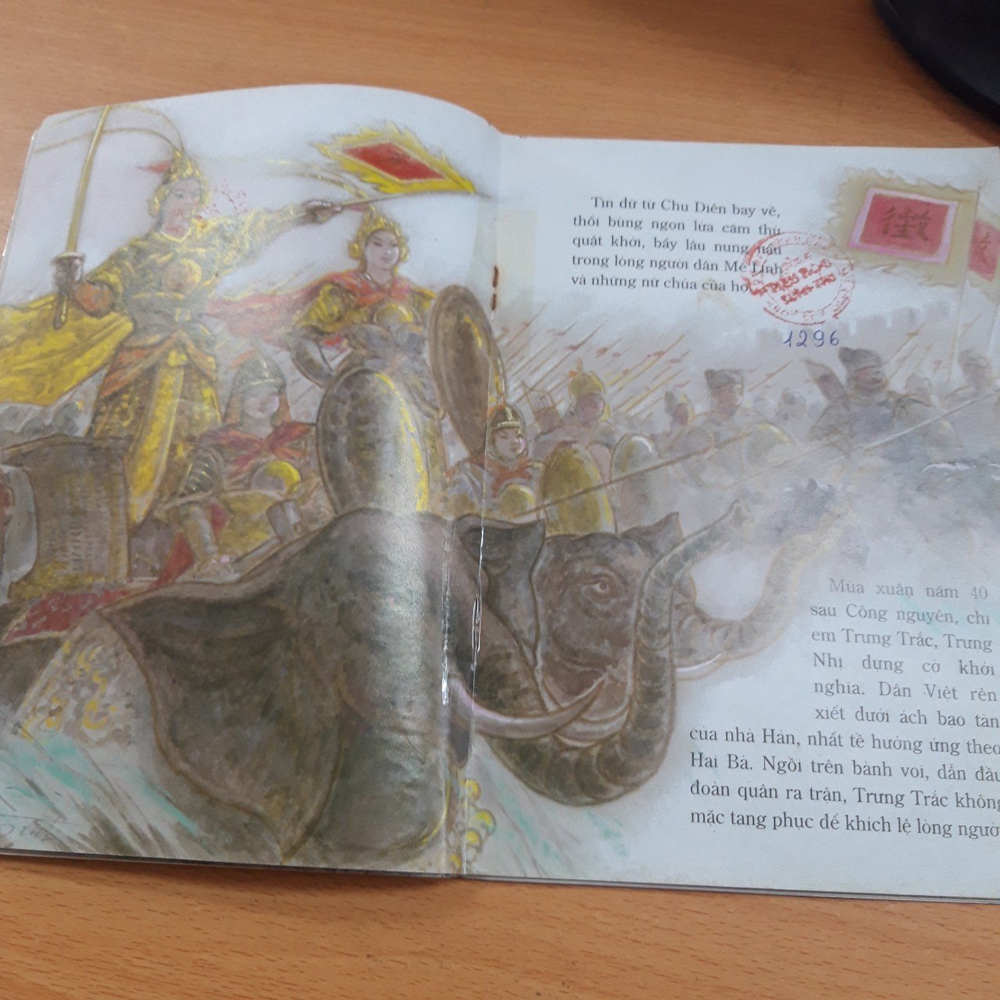 Tin dữ từ Chu Diên bay về,
thổi bùng ngọn lửa căm thù
quật khởi, bấy lâu nung nấu
trong lòng người dân Mê Linh
và những nữ chúa của họ.
1296
徵
Mùa xuân năm 40
sau Công nguyên, chị
em Trưng Trắc, Trưng
Nhị dựng cờ khởi
nghĩa. Dân Việt rên
xiết dưới ách bạo tàn
của nhà Hán, nhất tề hưởng ứng theo
Hai Bà. Ngồi trên bành voi, dẫn đầu
đoàn quân ra trận, Trưng Trắc không
mặc tang phục để khích lệ lòng người